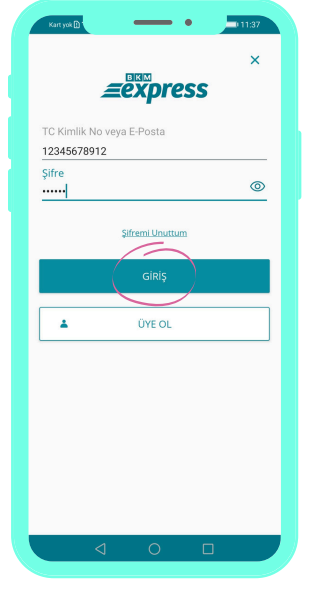 Kart yok
11:37
BKM
express
TC Kimlik No veya E-Posta
12345678912
Şifre
••••••
Şifremi Unuttum
GİRİŞ
ÜYE OL